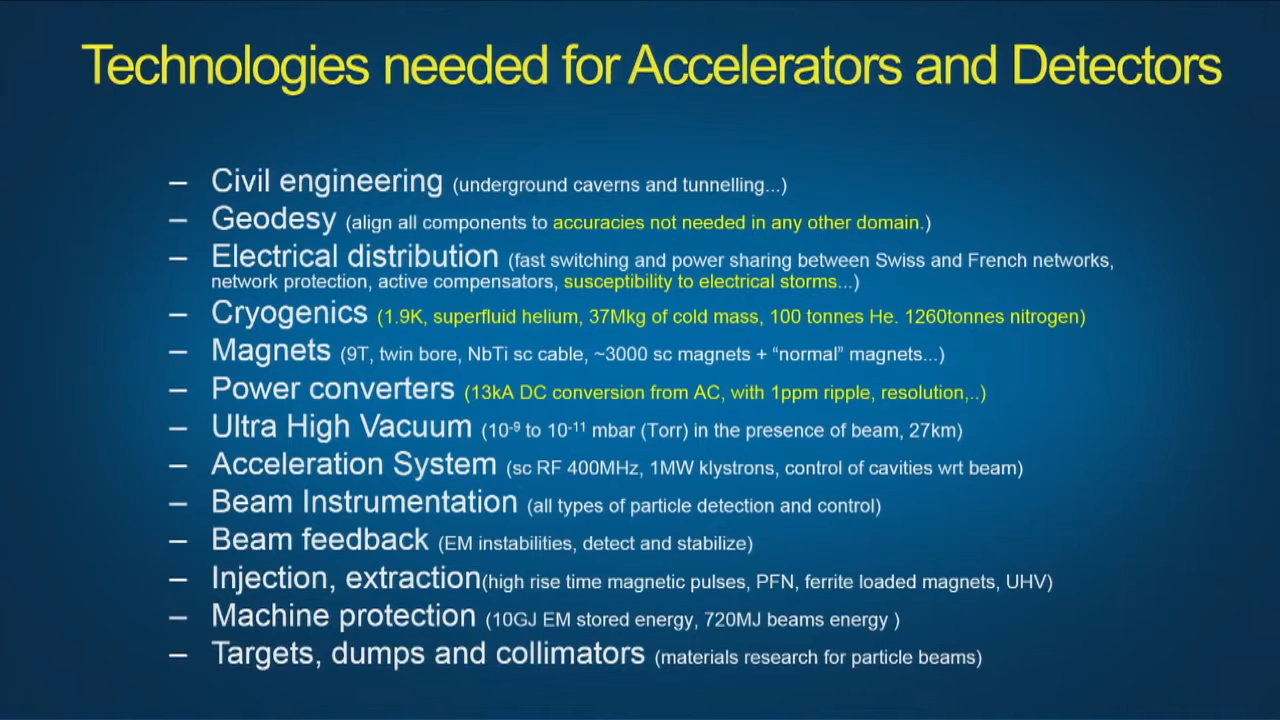 Technologies needed for Accelerators and Detectors
– Civil engineering (underground caverns and tunnelling...)
– Geodesy (align all components to accuracies not needed in any other domain.)
– Electrical distribution (fast switching and power sharing between Swiss and French networks,
network protection, active compensators, susceptibility to electrical storms...)
– Cryogenics (1.9K, superfluid helium, 37Mkg of cold mass, 100 tonnes He. 1260tonnes nitrogen)
– Magnets (9T, twin bore, NbTi sc cable, ~3000 sc magnets + “normal” magnets...)
– Power converters (13kA DC conversion from AC, with 1ppm ripple, resolution,..)
– Ultra High Vacuum (10⁻⁹ to 10⁻¹¹ mbar (Torr) in the presence of beam, 27km)
– Acceleration System (sc RF 400MHz, 1MW klystrons, control of cavities wrt beam)
– Beam Instrumentation (all types of particle detection and control)
– Beam feedback (EM instabilities, detect and stabilize)
– Injection, extraction(high rise time magnetic pulses, PFN, ferrite loaded magnets, UHV)
– Machine protection (10GJ EM stored energy, 720MJ beams energy )
– Targets, dumps and collimators (materials research for particle beams)